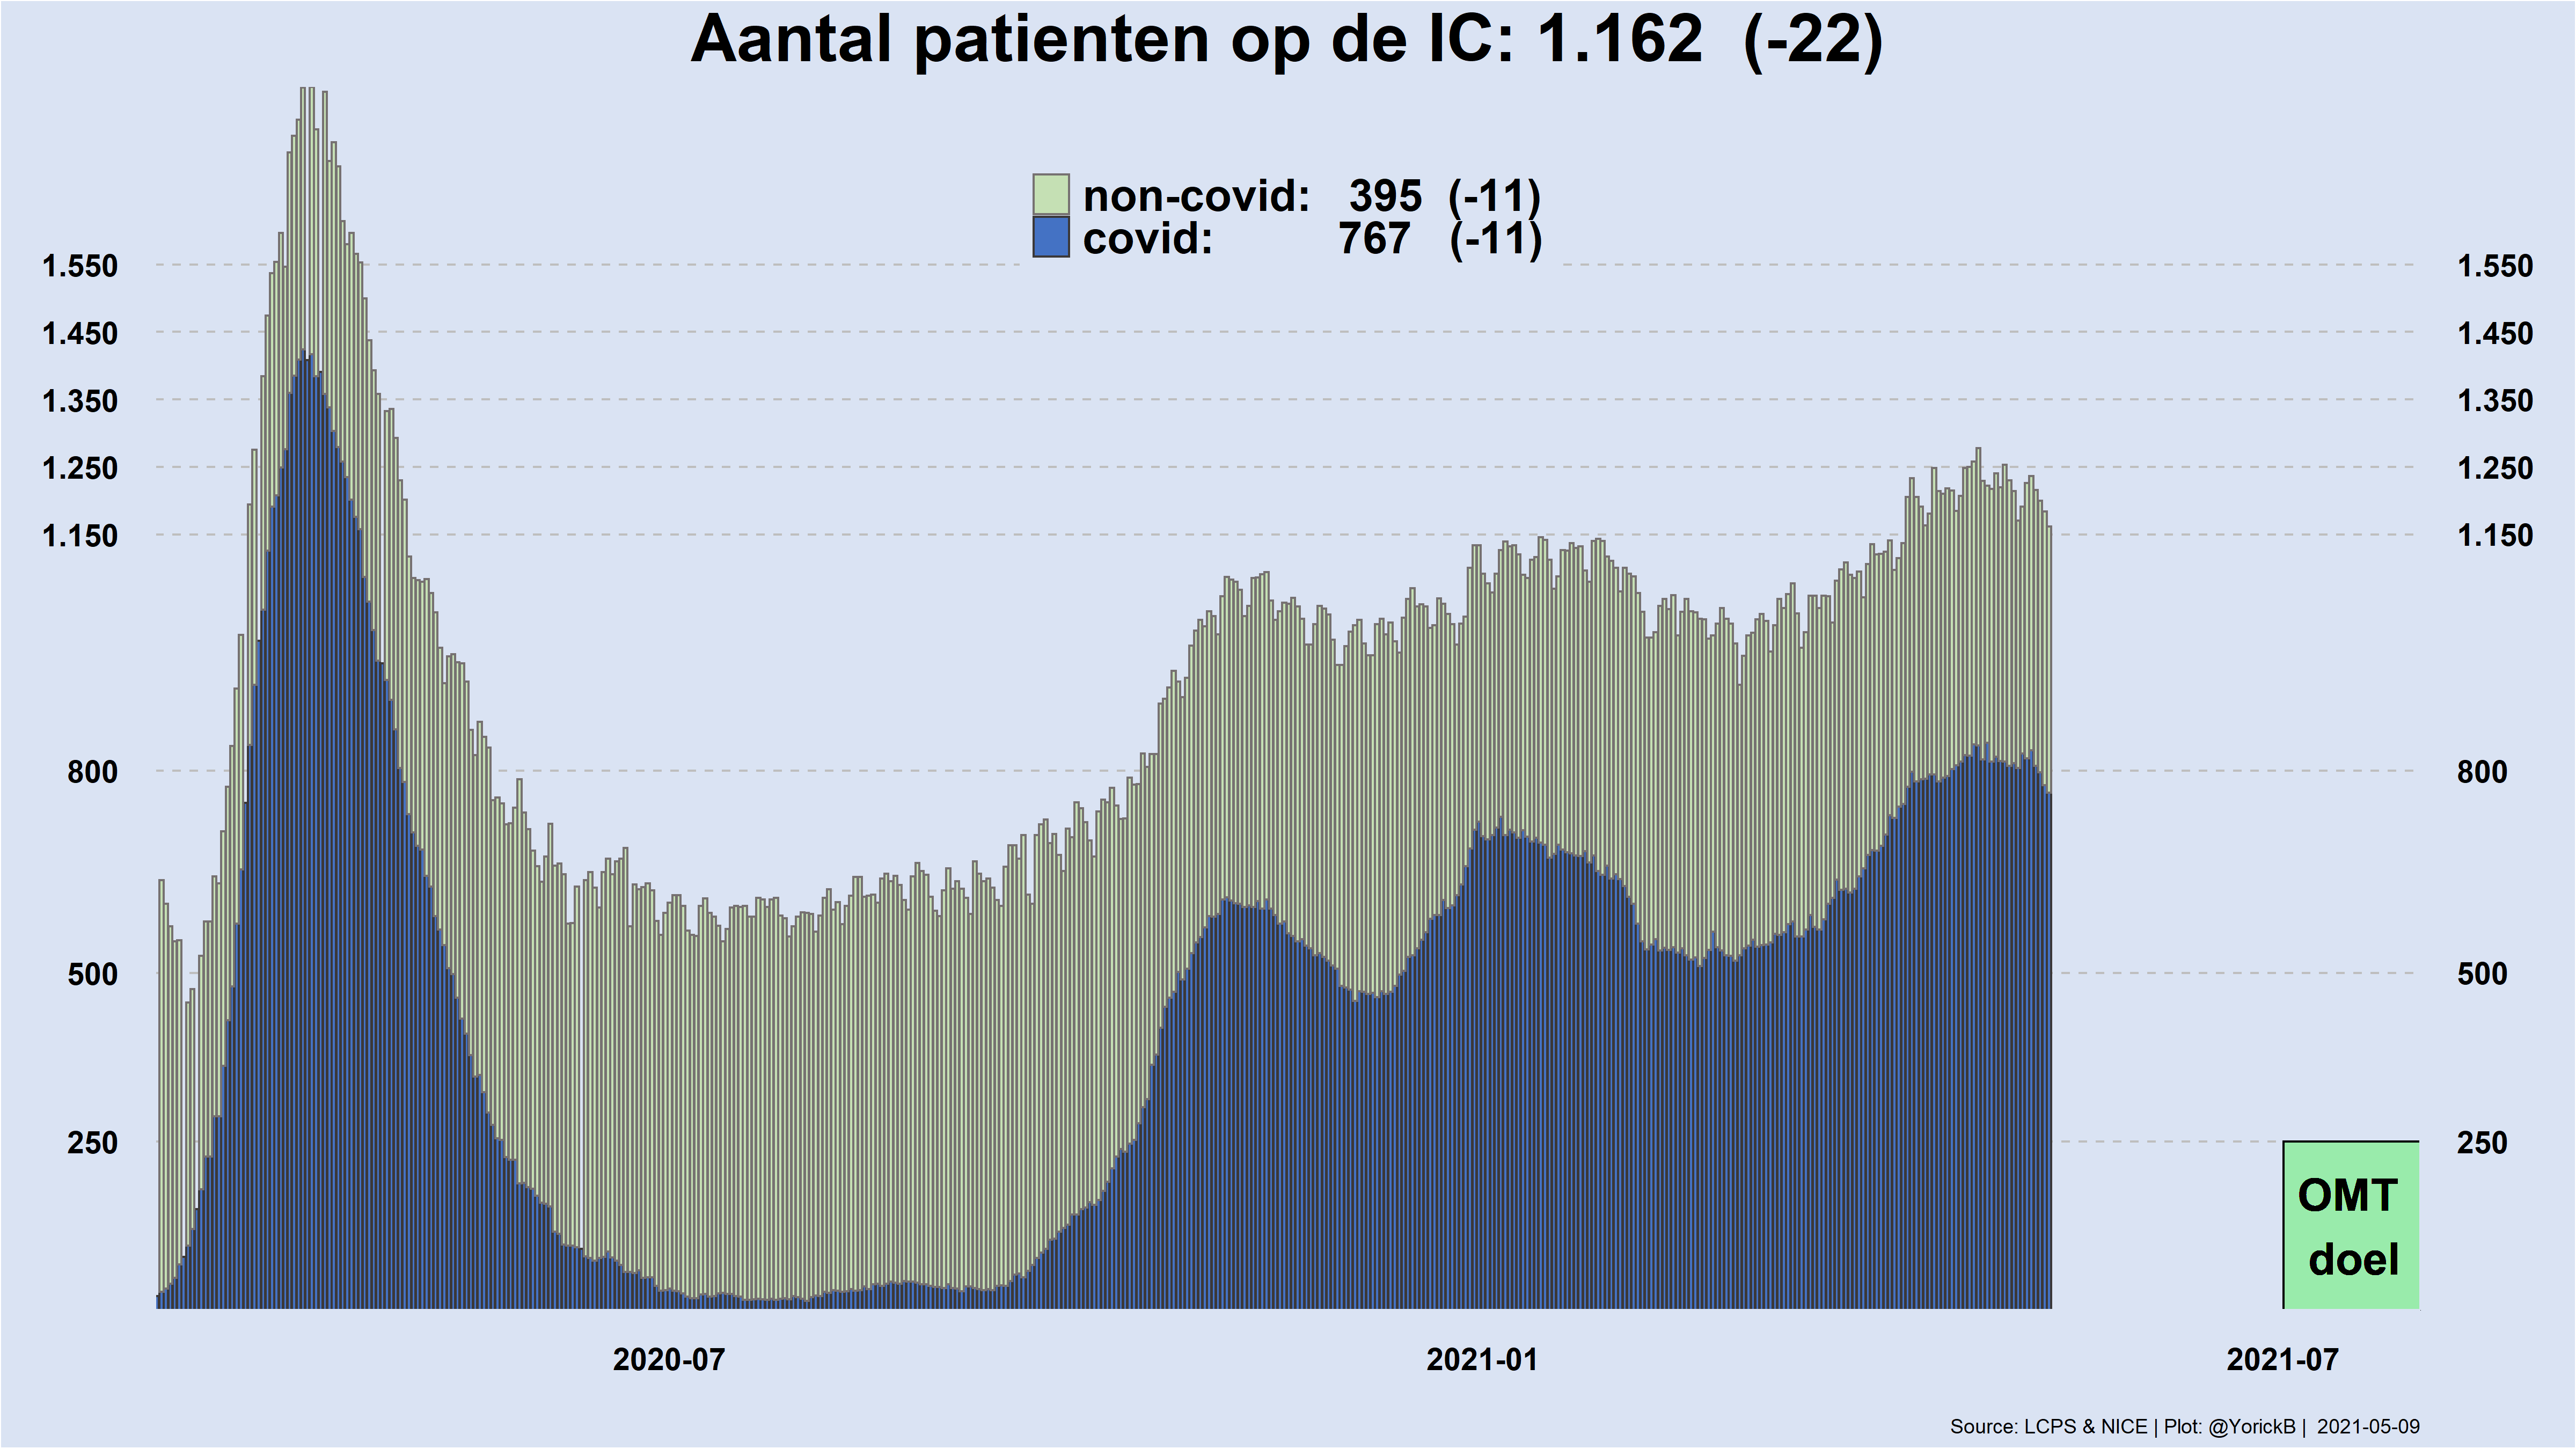 Aantal patienten op de IC: 1.162 (-22)
non-covid: 395 (-11)
covid: 767 (-11)
1.550 1.550
1.450 1.450
1.350 1.350
1.250 1.250
1.150 1.150
800 800
500 500
250 250
OMT
doel
2020-07 2021-01 2021-07
Source: LCPS & NICE | Plot: @YorickB | 2021-05-09